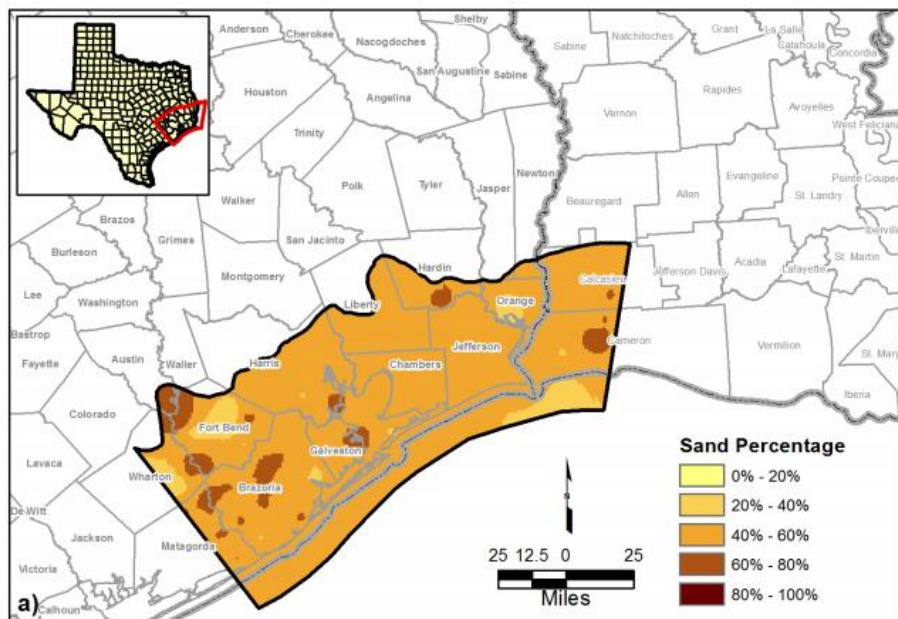 Anderson
Cherokee
Nacogdoches
Shelby
Sabine
Natchitoches
Grant
La Salle
Catahoula
Concordia
San Augustine
Sabine
Houston
Angelina
Rapides
Vernon
Avoyelles
Trinity
West Feliciana
Polk
Tyler
Jasper
Newton
Walker
Evangeline
Pointe Coupee
Allen
St. Landry
Beauregard
Brazos
Grimes
San Jacinto
Iberville
Burleson
Montgomery
Hardin
Calcasieu
Jefferson Davis
Acadia
Lafayette
St. Martin
Lee
Washington
Liberty
Orange
Bastrop
Austin
Waller
Harris
Jefferson
Cameron
Vermilion
St. Mary
Fayette
Chambers
Iberia
Colorado
Fort Bend
Galveston
Lavaca
Wharton
Brazoria
De Witt
Jackson
Matagorda
Victoria
Calhoun
a)
N
25 12.5 0 25
Miles
Sand Percentage
0% - 20%
20% - 40%
40% - 60%
60% - 80%
80% - 100%